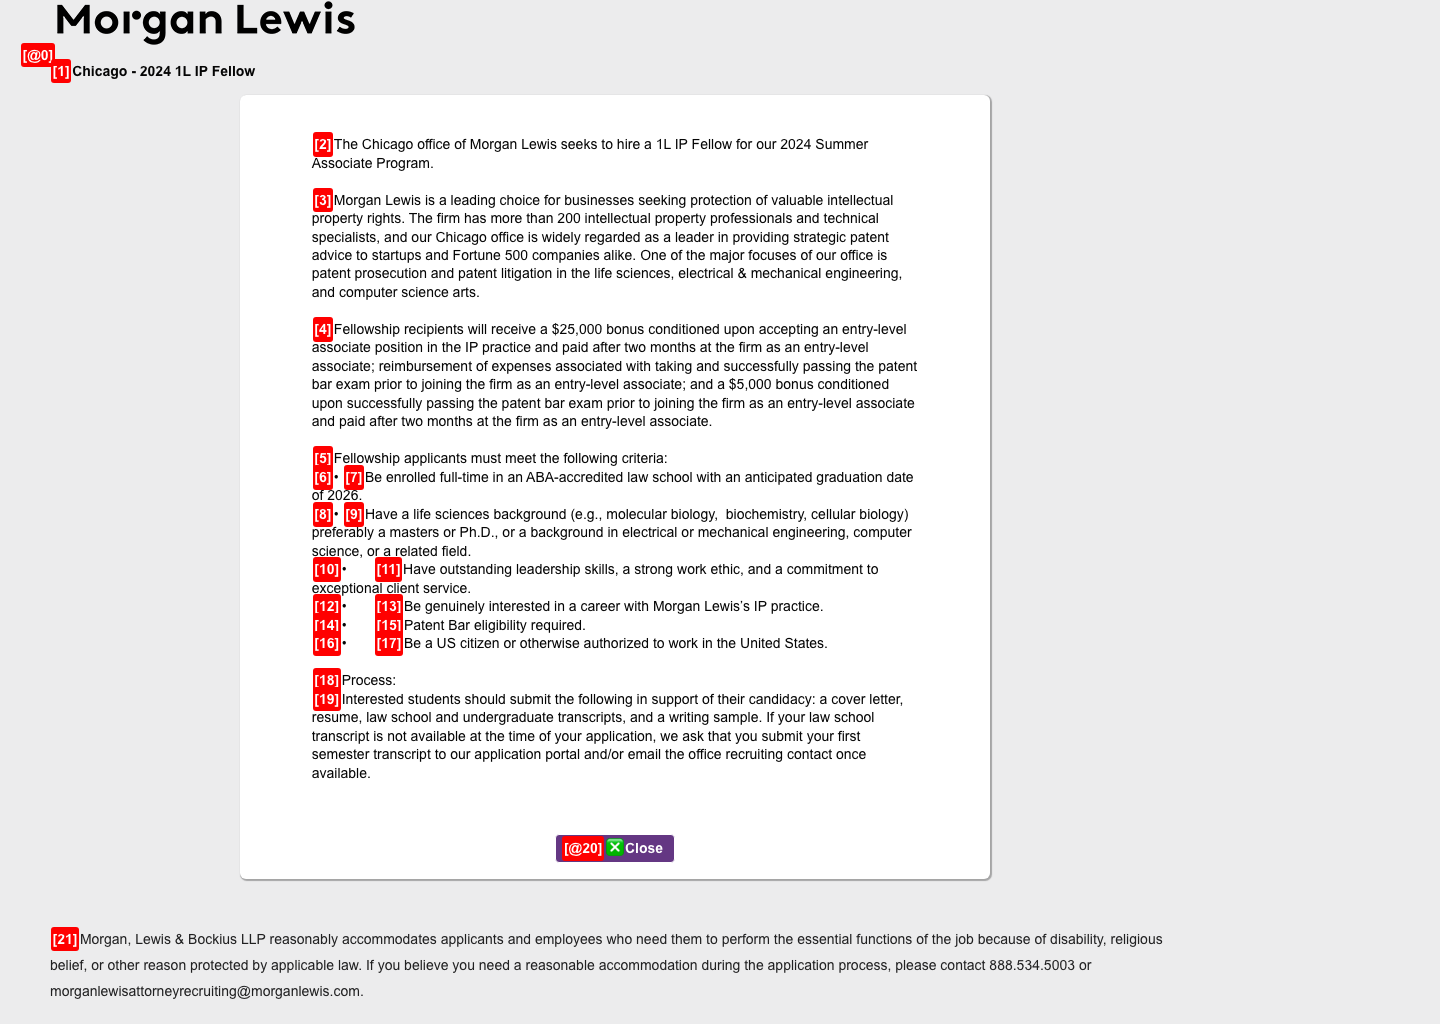 Morgan Lewis
[@0]
[1] Chicago - 2024 1L IP Fellow
[2] The Chicago office of Morgan Lewis seeks to hire a 1L IP Fellow for our 2024 Summer
Associate Program.
[3] Morgan Lewis is a leading choice for businesses seeking protection of valuable intellectual
property rights. The firm has more than 200 intellectual property professionals and technical
specialists, and our Chicago office is widely regarded as a leader in providing strategic patent
advice to startups and Fortune 500 companies alike. One of the major focuses of our office is
patent prosecution and patent litigation in the life sciences, electrical & mechanical engineering,
and computer science arts.
[4] Fellowship recipients will receive a $25,000 bonus conditioned upon accepting an entry-level
associate position in the IP practice and paid after two months at the firm as an entry-level
associate; reimbursement of expenses associated with taking and successfully passing the patent
bar exam prior to joining the firm as an entry-level associate; and a $5,000 bonus conditioned
upon successfully passing the patent bar exam prior to joining the firm as an entry-level associate
and paid after two months at the firm as an entry-level associate.
[5] Fellowship applicants must meet the following criteria:
[6] • [7] Be enrolled full-time in an ABA-accredited law school with an anticipated graduation date
of 2026.
[8] • [9] Have a life sciences background (e.g., molecular biology, biochemistry, cellular biology)
preferably a masters or Ph.D., or a background in electrical or mechanical engineering, computer
science, or a related field.
[10] • [11] Have outstanding leadership skills, a strong work ethic, and a commitment to
exceptional client service.
[12] • [13] Be genuinely interested in a career with Morgan Lewis's IP practice.
[14] • [15] Patent Bar eligibility required.
[16] • [17] Be a US citizen or otherwise authorized to work in the United States.
[18] Process:
[19] Interested students should submit the following in support of their candidacy: a cover letter,
resume, law school and undergraduate transcripts, and a writing sample. If your law school
transcript is not available at the time of your application, we ask that you submit your first
semester transcript to our application portal and/or email the office recruiting contact once
available.
[@20] Close
[21] Morgan, Lewis & Bockius LLP reasonably accommodates applicants and employees who need them to perform the essential functions of the job because of disability, religious
belief, or other reason protected by applicable law. If you believe you need a reasonable accommodation during the application process, please contact 888.534.5003 or
morganlewisattorneyrecruiting@morganlewis.com.